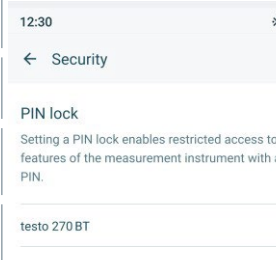 12:30
← Security
PIN lock
Setting a PIN lock enables restricted access to
features of the measurement instrument with a
PIN.
testo 270 BT